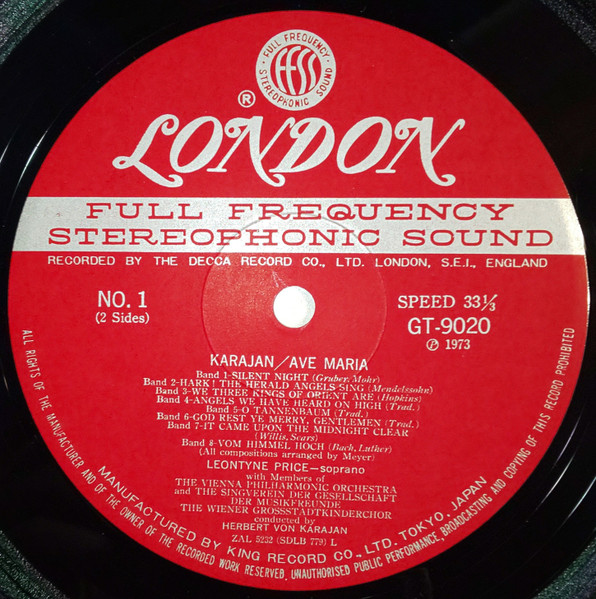 FULL FREQUENCY
FFSS
STEREOPHONIC SOUND
®
LONDON
FULL FREQUENCY
STEREOPHONIC SOUND
RECORDED BY THE DECCA RECORD CO., LTD. LONDON, S.E.I., ENGLAND
NO. 1
(2 Sides)
SPEED 33⅓
GT-9020
Ⓟ 1973
KARAJAN/AVE MARIA
Band 1-SILENT NIGHT (Gruber, Mohr)
Band 2-HARK! THE HERALD ANGELS SING (Mendelssohn)
Band 3-WE THREE KINGS OF ORIENT ARE (Hopkins)
Band 4-ANGELS WE HAVE HEARD ON HIGH (Trad.)
Band 5-O TANNENBAUM (Trad.)
Band 6-GOD REST YE MERRY, GENTLEMEN (Trad.)
Band 7-IT CAME UPON THE MIDNIGHT CLEAR
(Willis, Sears)
Band 8-VOM HIMMEL HOCH (Bach, Luther)
(All compositions arranged by Meyer)
LEONTYNE PRICE—soprano
with Members of
THE VIENNA PHILHARMONIC ORCHESTRA
and THE SINGVEREIN DER GESELLSCHAFT
DER MUSIKFREUNDE
THE WIENER GROSSSTADTKINDERCHOR
conducted by
HERBERT VON KARAJAN
ZAL 5232 (SDLB 779) L
MANUFACTURED BY KING RECORD CO., LTD. TOKYO, JAPAN
ALL RIGHTS OF THE MANUFACTURER AND OF THE OWNER OF THE RECORDED WORK RESERVED, UNAUTHORISED PUBLIC PERFORMANCE, BROADCASTING AND COPYING OF THIS RECORD PROHIBITED